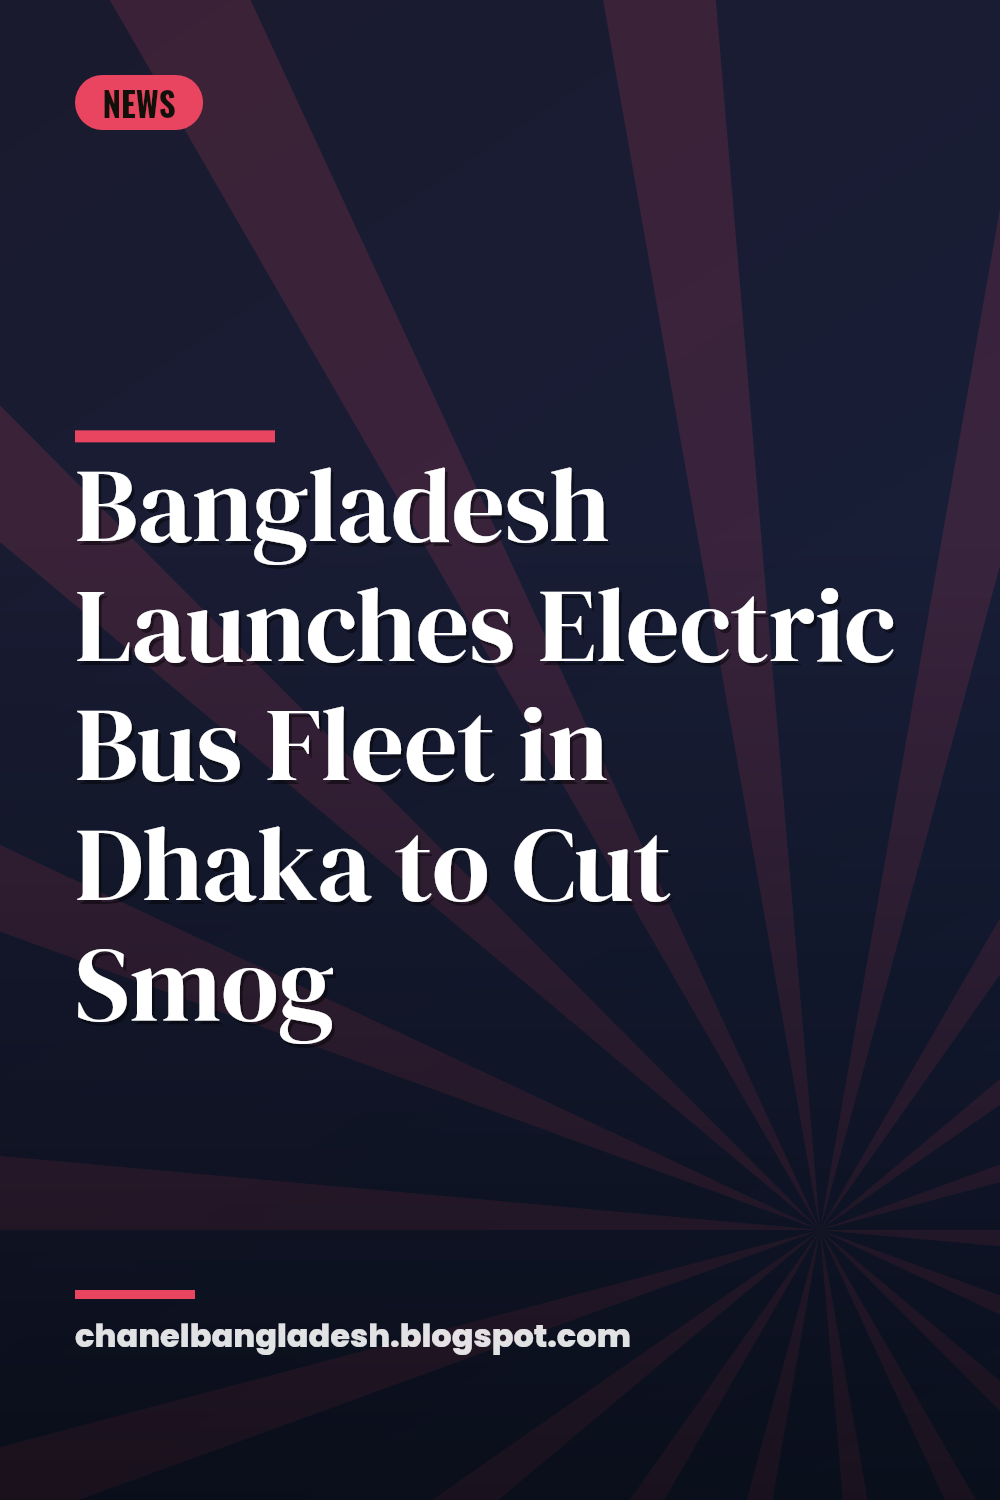 NEWS
Bangladesh
Launches Electric
Bus Fleet in
Dhaka to Cut
Smog
chanelbangladesh.blogspot.com